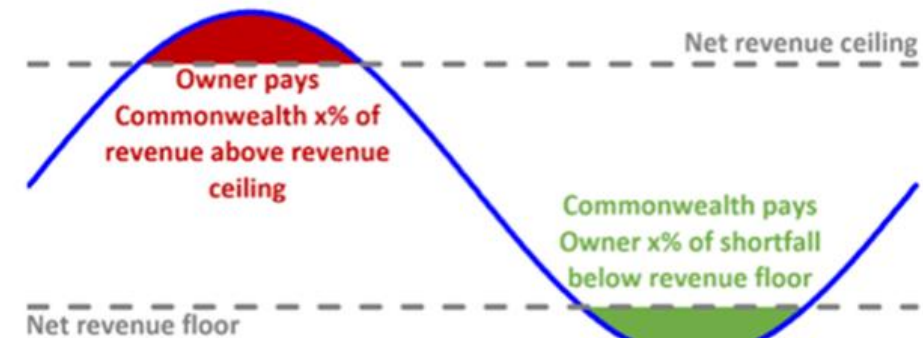 Net revenue ceiling
Owner pays
Commonwealth x% of
revenue above revenue
ceiling
Commonwealth pays
Owner x% of shortfall
below revenue floor
Net revenue floor